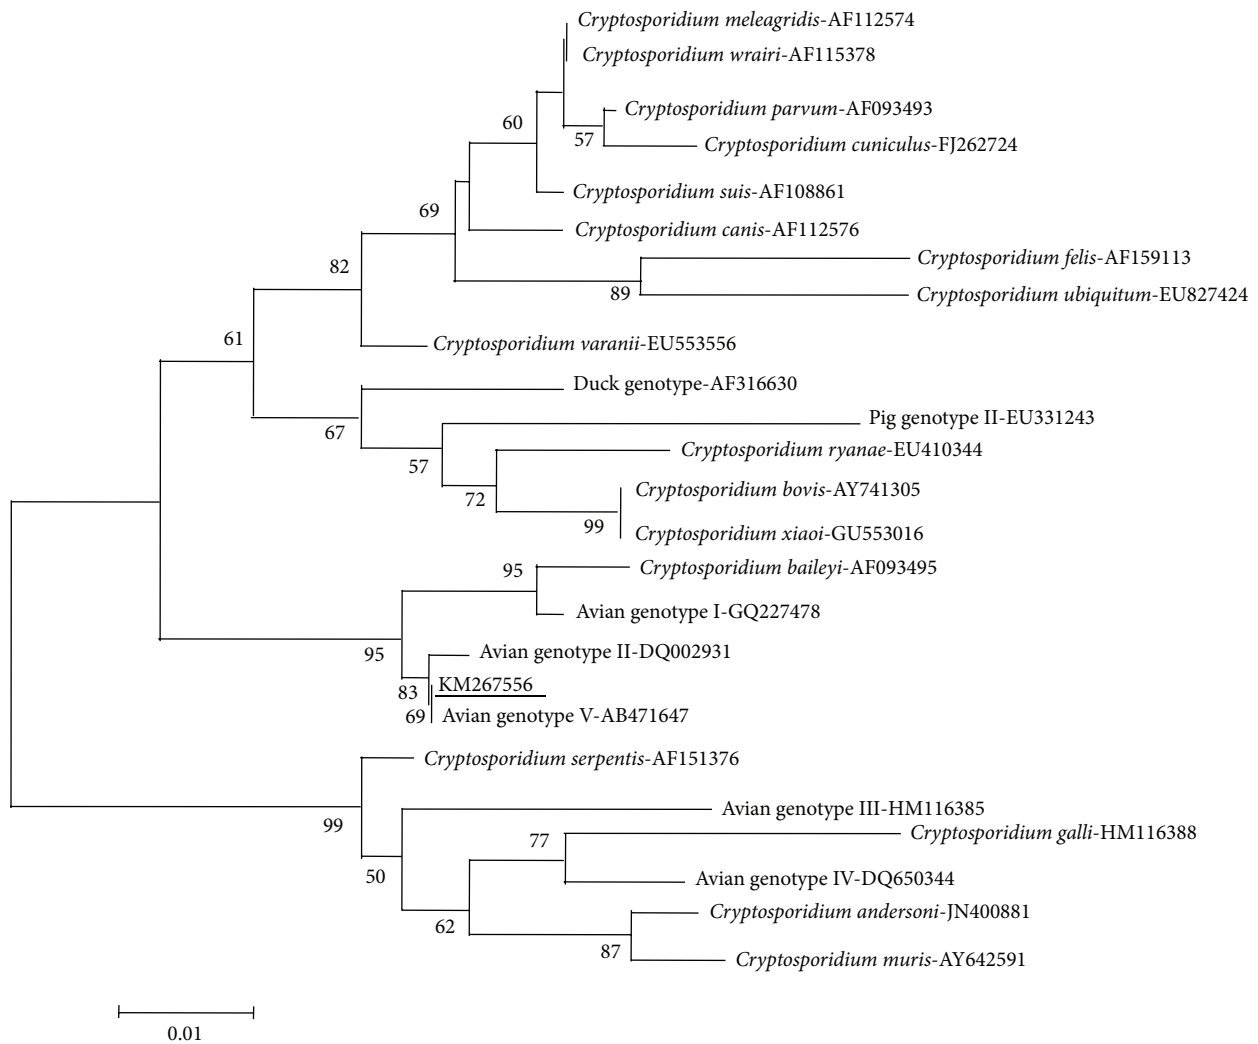 Cryptosporidium meleagridis-AF112574
Cryptosporidium wrairi-AF115378
Cryptosporidium parvum-AF093493
60
57
Cryptosporidium cuniculus-FJ262724
Cryptosporidium suis-AF108861
69
Cryptosporidium canis-AF112576
Cryptosporidium felis-AF159113
82
89
Cryptosporidium ubiquitum-EU827424
61
Cryptosporidium varanii-EU553556
Duck genotype-AF316630
Pig genotype II-EU331243
67
Cryptosporidium ryanae-EU410344
57
Cryptosporidium bovis-AY741305
72
99
Cryptosporidium xiaoi-GU553016
95
Cryptosporidium baileyi-AF093495
Avian genotype I-GQ227478
95
Avian genotype II-DQ002931
83
KM267556
69
Avian genotype V-AB471647
Cryptosporidium serpentis-AF151376
Avian genotype III-HM116385
99
77
Cryptosporidium galli-HM116388
50
Avian genotype IV-DQ650344
Cryptosporidium andersoni-JN400881
62
87
Cryptosporidium muris-AY642591
0.01